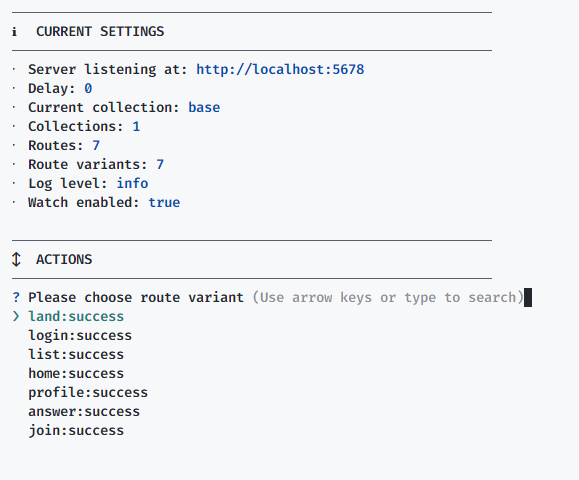 i CURRENT SETTINGS
· Server listening at: http://localhost:5678
· Delay: 0
· Current collection: base
· Collections: 1
· Routes: 7
· Route variants: 7
· Log level: info
· Watch enabled: true
↕ ACTIONS
? Please choose route variant (Use arrow keys or type to search)
❯ land:success
login:success
list:success
home:success
profile:success
answer:success
join:success